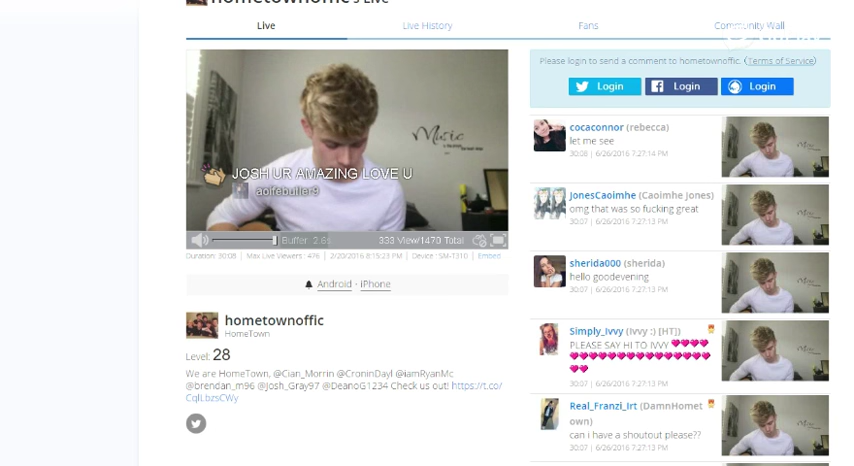 hometownoffic's Live
Live
Live History
Fans
Community Wall
JOSH UR AMAZING LOVE U
aoifebutler9
Music
Buffer: 2.6s
333 View/1470 Total
Duration: 30:08 | Max Live Viewers : 476 | 2/20/2016 8:15:23 PM | Device : SM-T310 | Embed
Android - iPhone
hometownoffic
HomeTown
Level: 28
We are HomeTown, @Cian_Morrin @CroninDayl @iamRyanMc
@brendan_m96 @Josh_Gray97 @DeanoG1234 Check us out! https://t.co/
CqlLbzsCWy
Please login to send a comment to hometownoffic. (Terms of Service)
Login
Login
Login
cocaconnor (rebecca)
let me see
30:08 | 6/26/2016 7:27:14 PM
JonesCaoimhe (Caoimhe Jones)
omg that was so fucking great
30:07 | 6/26/2016 7:27:13 PM
sherida000 (sherida)
hello goodevening
30:07 | 6/26/2016 7:27:13 PM
Simply_Ivvy (Ivvy :) [HT])
PLEASE SAY HI TO IVVY 💗💗💗💗
💗💗💗💗💗💗💗💗💗💗💗💗💗💗💗
💗💗
30:07 | 6/26/2016 7:27:13 PM
Real_Franzi_Irt (DamnHomet
own)
can i have a shoutout please??
30:07 | 6/26/2016 7:27:13 PM